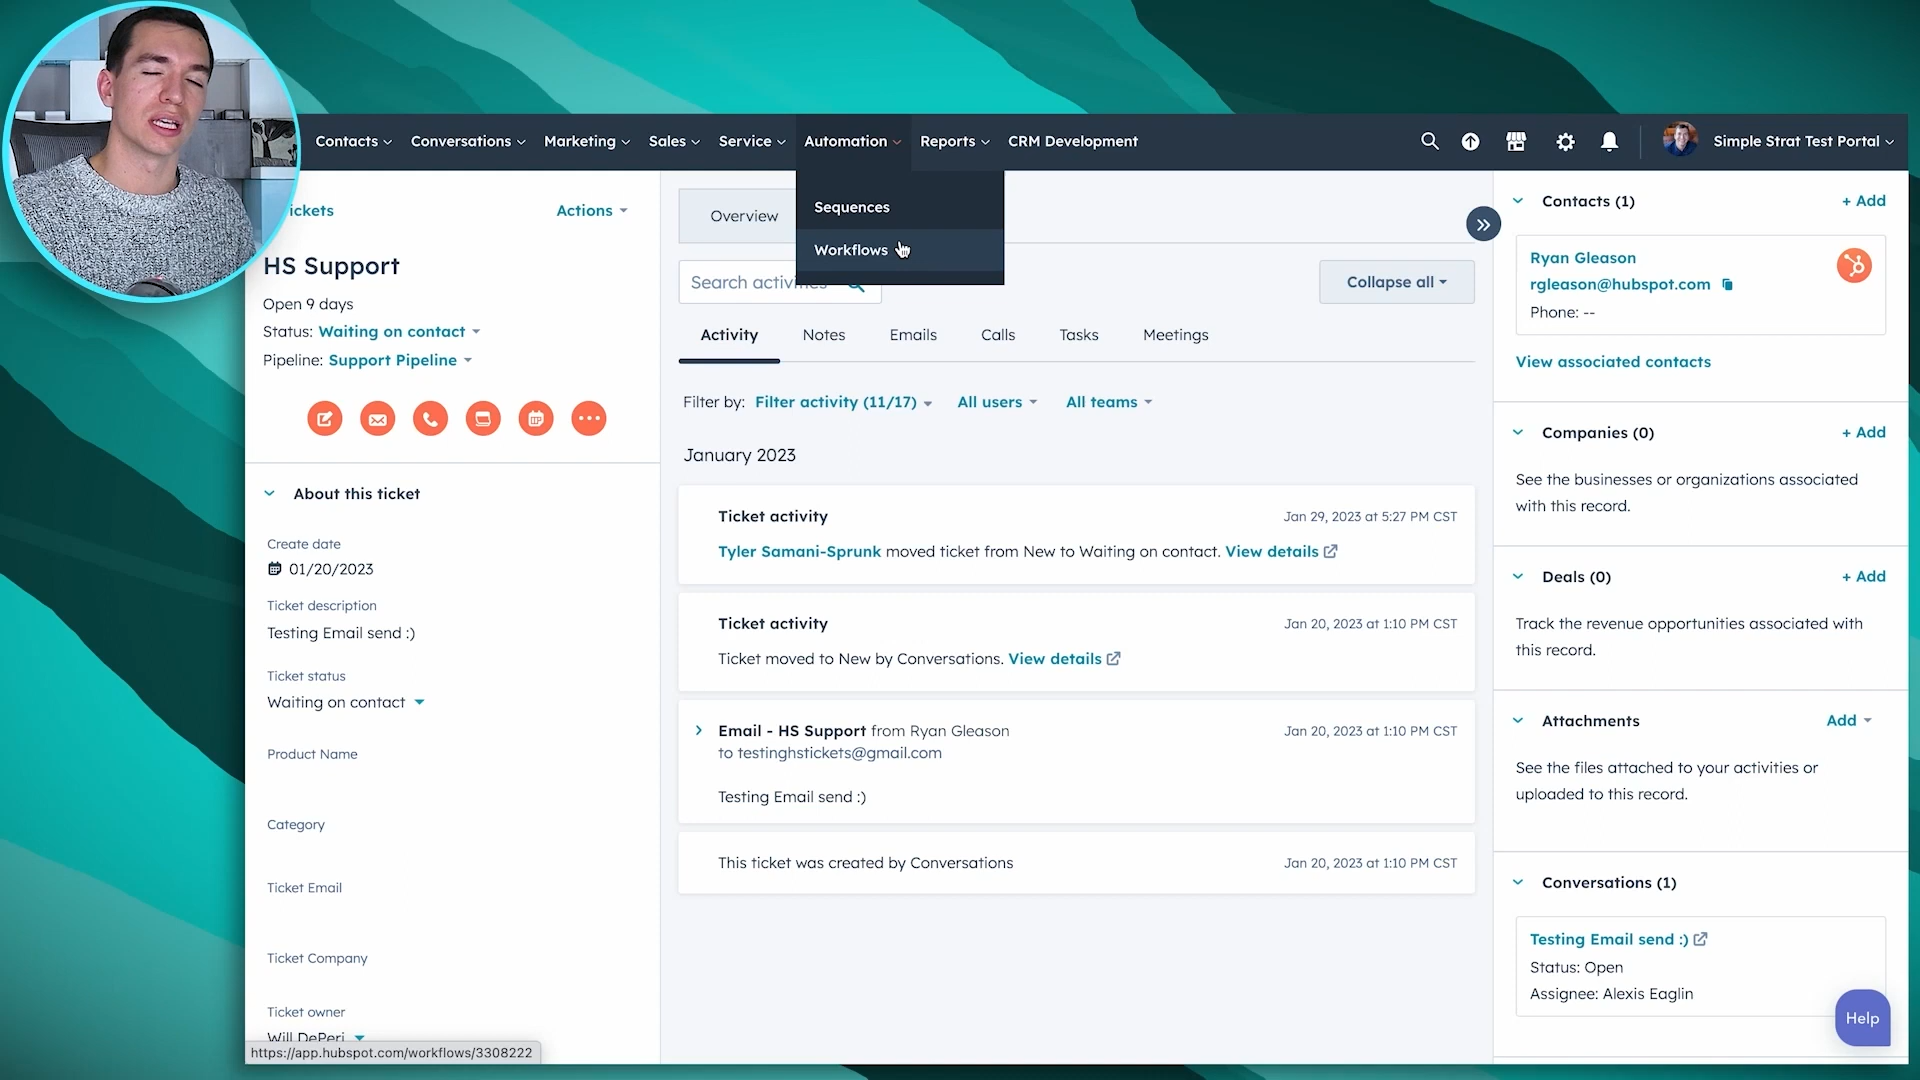 Contacts
Conversations
Marketing
Sales
Service
Automation
Reports
CRM Development
Simple Strat Test Portal
Sequences
Workflows
ickets
Actions
HS Support
Open 9 days
Status: Waiting on contact
Pipeline: Support Pipeline
About this ticket
Create date
01/20/2023
Ticket description
Testing Email send :)
Ticket status
Waiting on contact
Product Name
Category
Ticket Email
Ticket Company
Ticket owner
Will DePeri
https://app.hubspot.com/workflows/3308222
Overview
Search activities
Collapse all
Activity
Notes
Emails
Calls
Tasks
Meetings
Filter by: Filter activity (11/17) All users All teams
January 2023
Ticket activity
Jan 29, 2023 at 5:27 PM CST
Tyler Samani-Sprunk moved ticket from New to Waiting on contact. View details
Ticket activity
Jan 20, 2023 at 1:10 PM CST
Ticket moved to New by Conversations. View details
Email - HS Support from Ryan Gleason
Jan 20, 2023 at 1:10 PM CST
to testinghstickets@gmail.com
Testing Email send :)
This ticket was created by Conversations
Jan 20, 2023 at 1:10 PM CST
Contacts (1)
+ Add
Ryan Gleason
rgleason@hubspot.com
Phone: --
View associated contacts
Companies (0)
+ Add
See the businesses or organizations associated
with this record.
Deals (0)
+ Add
Track the revenue opportunities associated with
this record.
Attachments
Add
See the files attached to your activities or
uploaded to this record.
Conversations (1)
Testing Email send :)
Status: Open
Assignee: Alexis Eaglin
Help